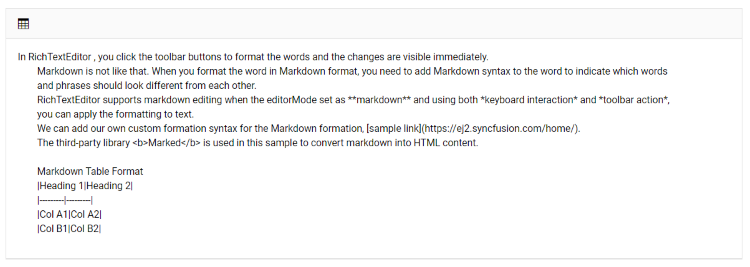 In RichTextEditor , you click the toolbar buttons to format the words and the changes are visible immediately.
Markdown is not like that. When you format the word in Markdown format, you need to add Markdown syntax to the word to indicate which words
and phrases should look different from each other.
RichTextEditor supports markdown editing when the editorMode set as **markdown** and using both *keyboard interaction* and *toolbar action*,
you can apply the formatting to text.
We can add our own custom formation syntax for the Markdown formation, [sample link](https://ej2.syncfusion.com/home/).
The third-party library <b>Marked</b> is used in this sample to convert markdown into HTML content.
Markdown Table Format
|Heading 1|Heading 2|
|---------|---------|
|Col A1|Col A2|
|Col B1|Col B2|